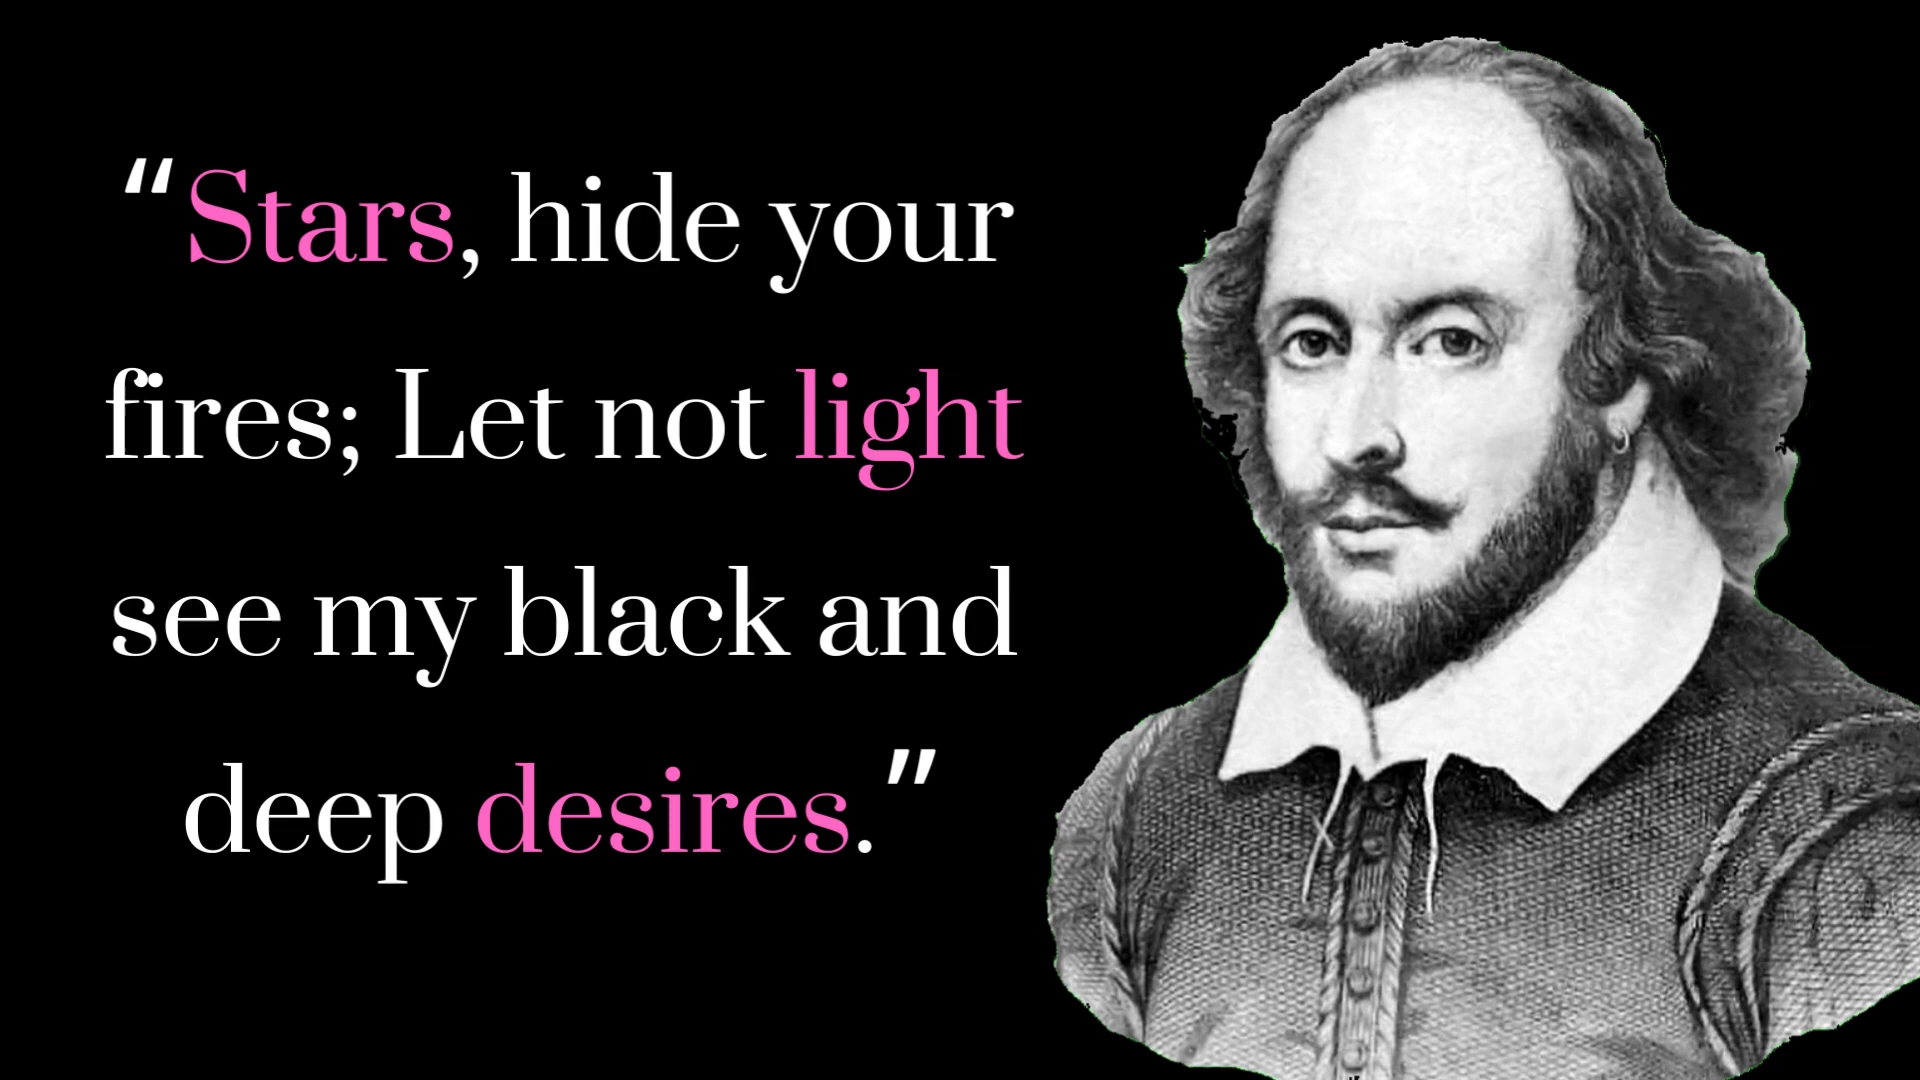 “Stars, hide your
fires; Let not light
see my black and
deep desires.”